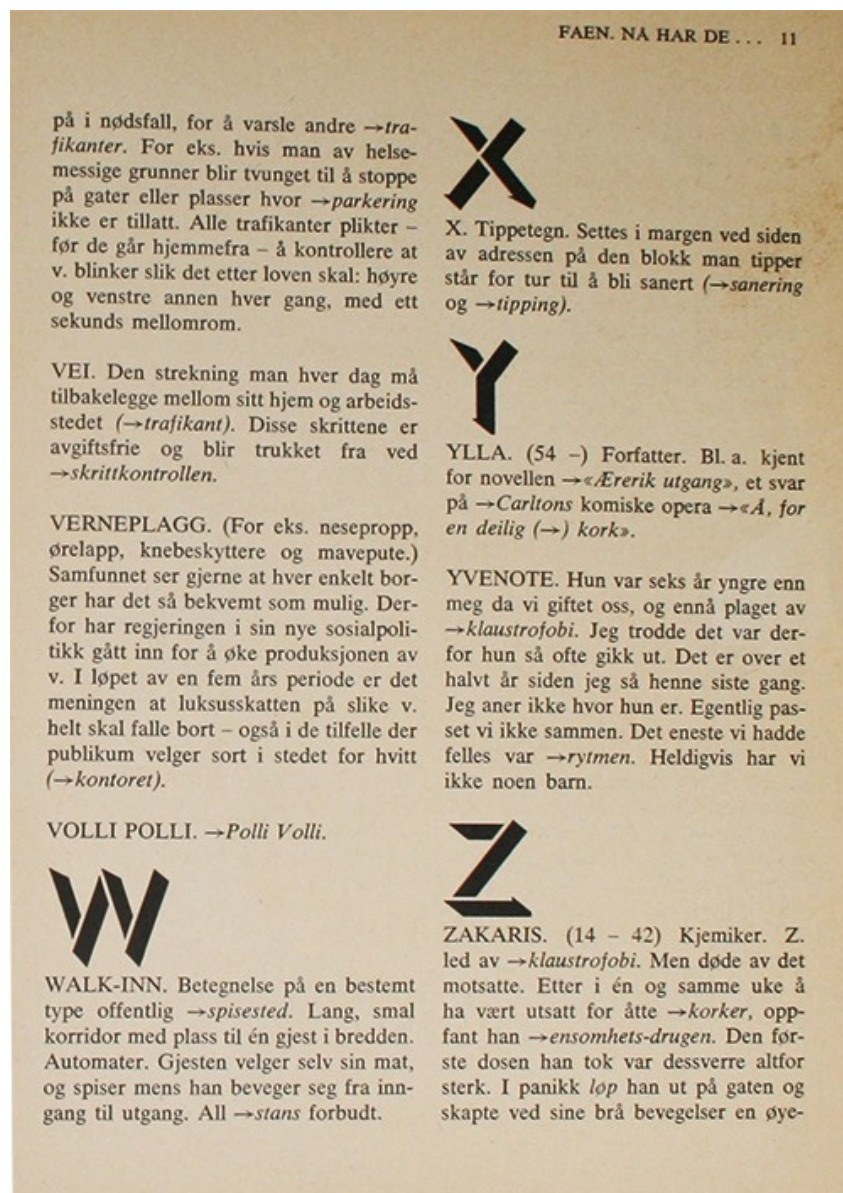 FAEN. NÅ HAR DE... 11
på i nødsfall, for å varsle andre →tra-
fikanter. For eks. hvis man av helse-
messige grunner blir tvunget til å stoppe
på gater eller plasser hvor →parkering
ikke er tillatt. Alle trafikanter plikter –
før de går hjemmefra – å kontrollere at
v. blinker slik det etter loven skal: høyre
og venstre annen hver gang, med ett
sekunds mellomrom.
VEI. Den strekning man hver dag må
tilbakelegge mellom sitt hjem og arbeids-
stedet (→trafikant). Disse skrittene er
avgiftsfrie og blir trukket fra ved
→skrittkontrollen.
VERNEPLAGG. (For eks. nesepropp,
ørelapp, knebeskyttere og mavepute.)
Samfunnet ser gjerne at hver enkelt bor-
ger har det så bekvemt som mulig. Der-
for har regjeringen i sin nye sosialpoli-
tikk gått inn for å øke produksjonen av
v. I løpet av en fem års periode er det
meningen at luksusskatten på slike v.
helt skal falle bort – også i de tilfelle der
publikum velger sort i stedet for hvitt
(→kontoret).
VOLLI POLLI. →Polli Volli.
W
WALK-INN. Betegnelse på en bestemt
type offentlig →spisested. Lang, smal
korridor med plass til én gjest i bredden.
Automater. Gjesten velger selv sin mat,
og spiser mens han beveger seg fra inn-
gang til utgang. All →stans forbudt.
X
X. Tippetegn. Settes i margen ved siden
av adressen på den blokk man tipper
står for tur til å bli sanert (→sanering
og →tipping).
Y
YLLA. (54 –) Forfatter. Bl. a. kjent
for novellen →«Ærerik utgang», et svar
på →Carltons komiske opera →«Å, for
en deilig (→) kork».
YVENOTE. Hun var seks år yngre enn
meg da vi giftet oss, og ennå plaget av
→klaustrofobi. Jeg trodde det var der-
for hun så ofte gikk ut. Det er over et
halvt år siden jeg så henne siste gang.
Jeg aner ikke hvor hun er. Egentlig pas-
set vi ikke sammen. Det eneste vi hadde
felles var →rytmen. Heldigvis har vi
ikke noen barn.
Z
ZAKARIS. (14 – 42) Kjemiker. Z.
led av →klaustrofobi. Men døde av det
motsatte. Etter i én og samme uke å
ha vært utsatt for åtte →korker, opp-
fant han →ensomhets-drugen. Den før-
ste dosen han tok var dessverre altfor
sterk. I panikk løp han ut på gaten og
skapte ved sine brå bevegelser en øye-